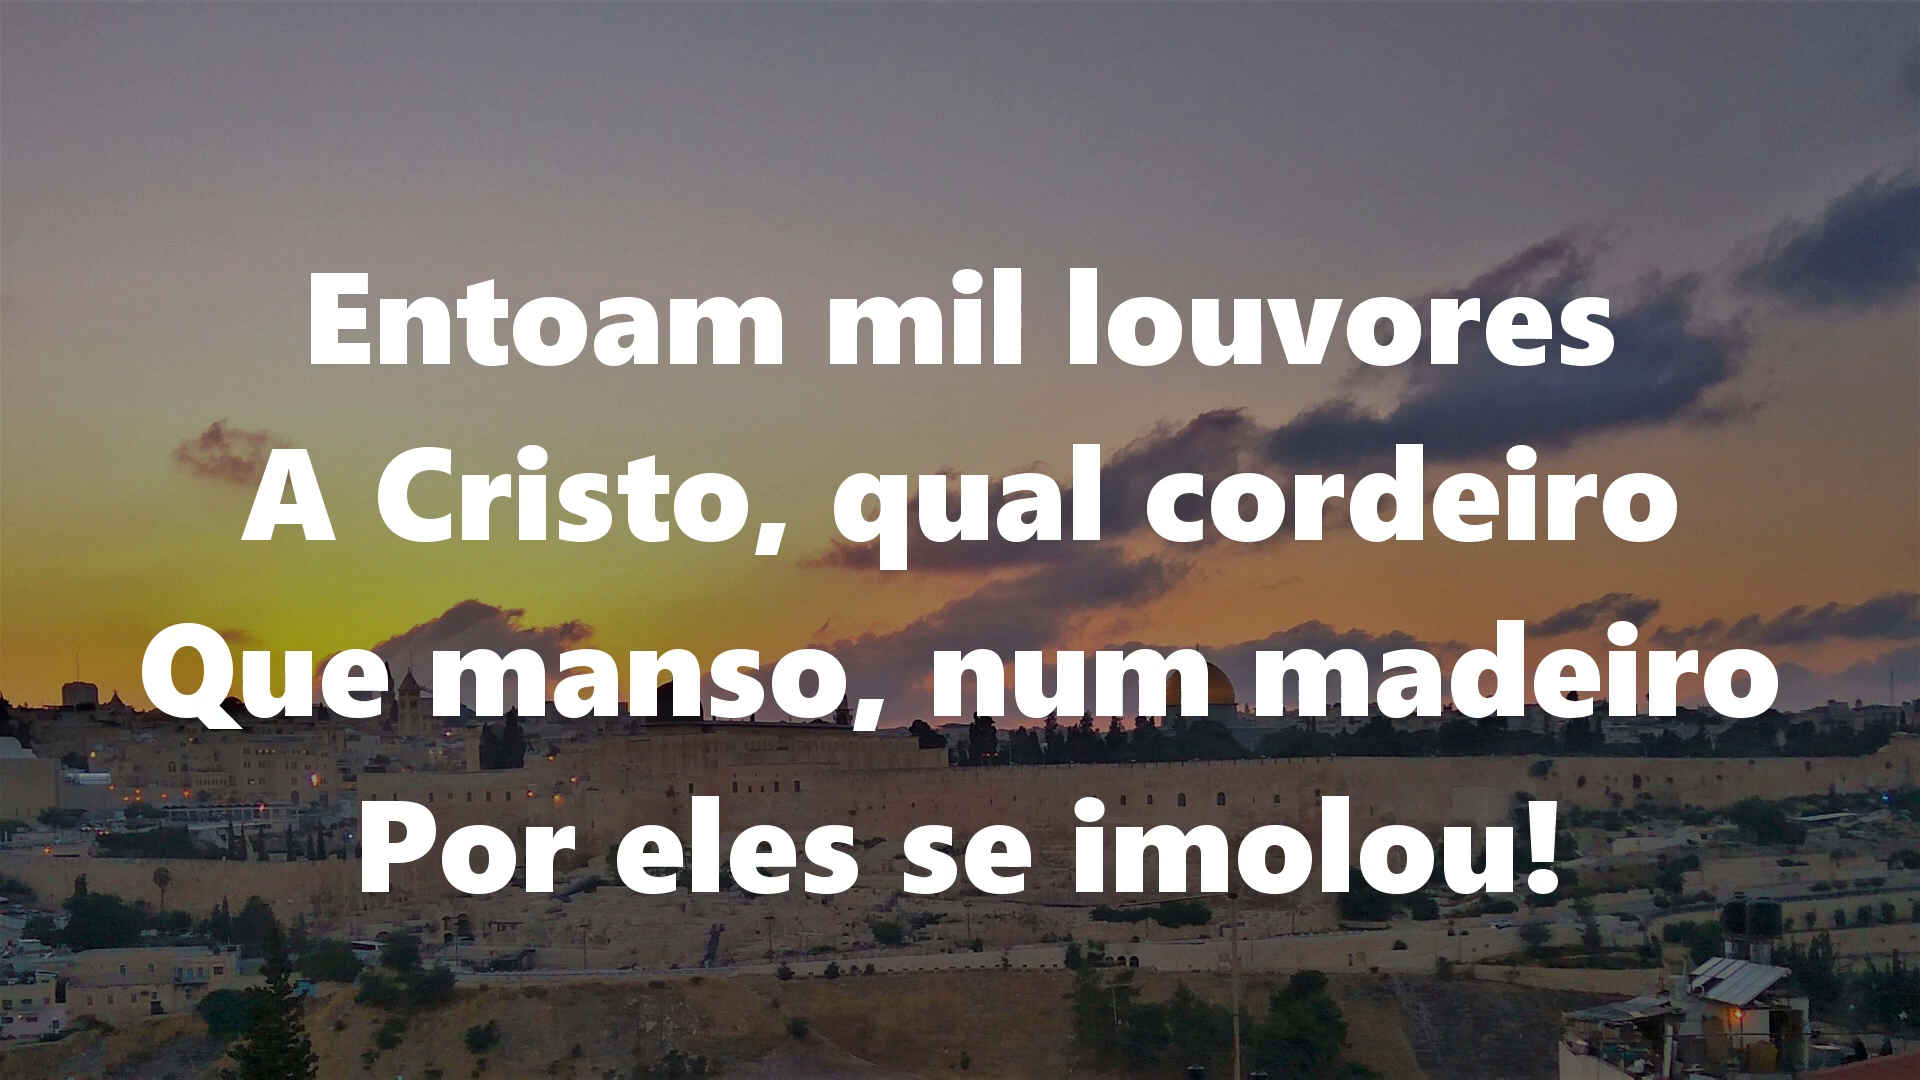 Entoam mil louvores
A Cristo, qual cordeiro
Que manso, num madeiro
Por eles se imolou!